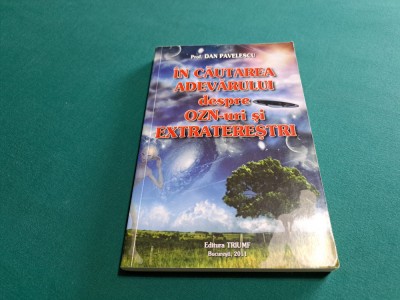 Prof. DAN PAVELESCU
ÎN CĂUTAREA
ADEVĂRULUI
despre
OZN-uri și
EXTRATEREȘTRI
Editura TRIUMF
București, 2011